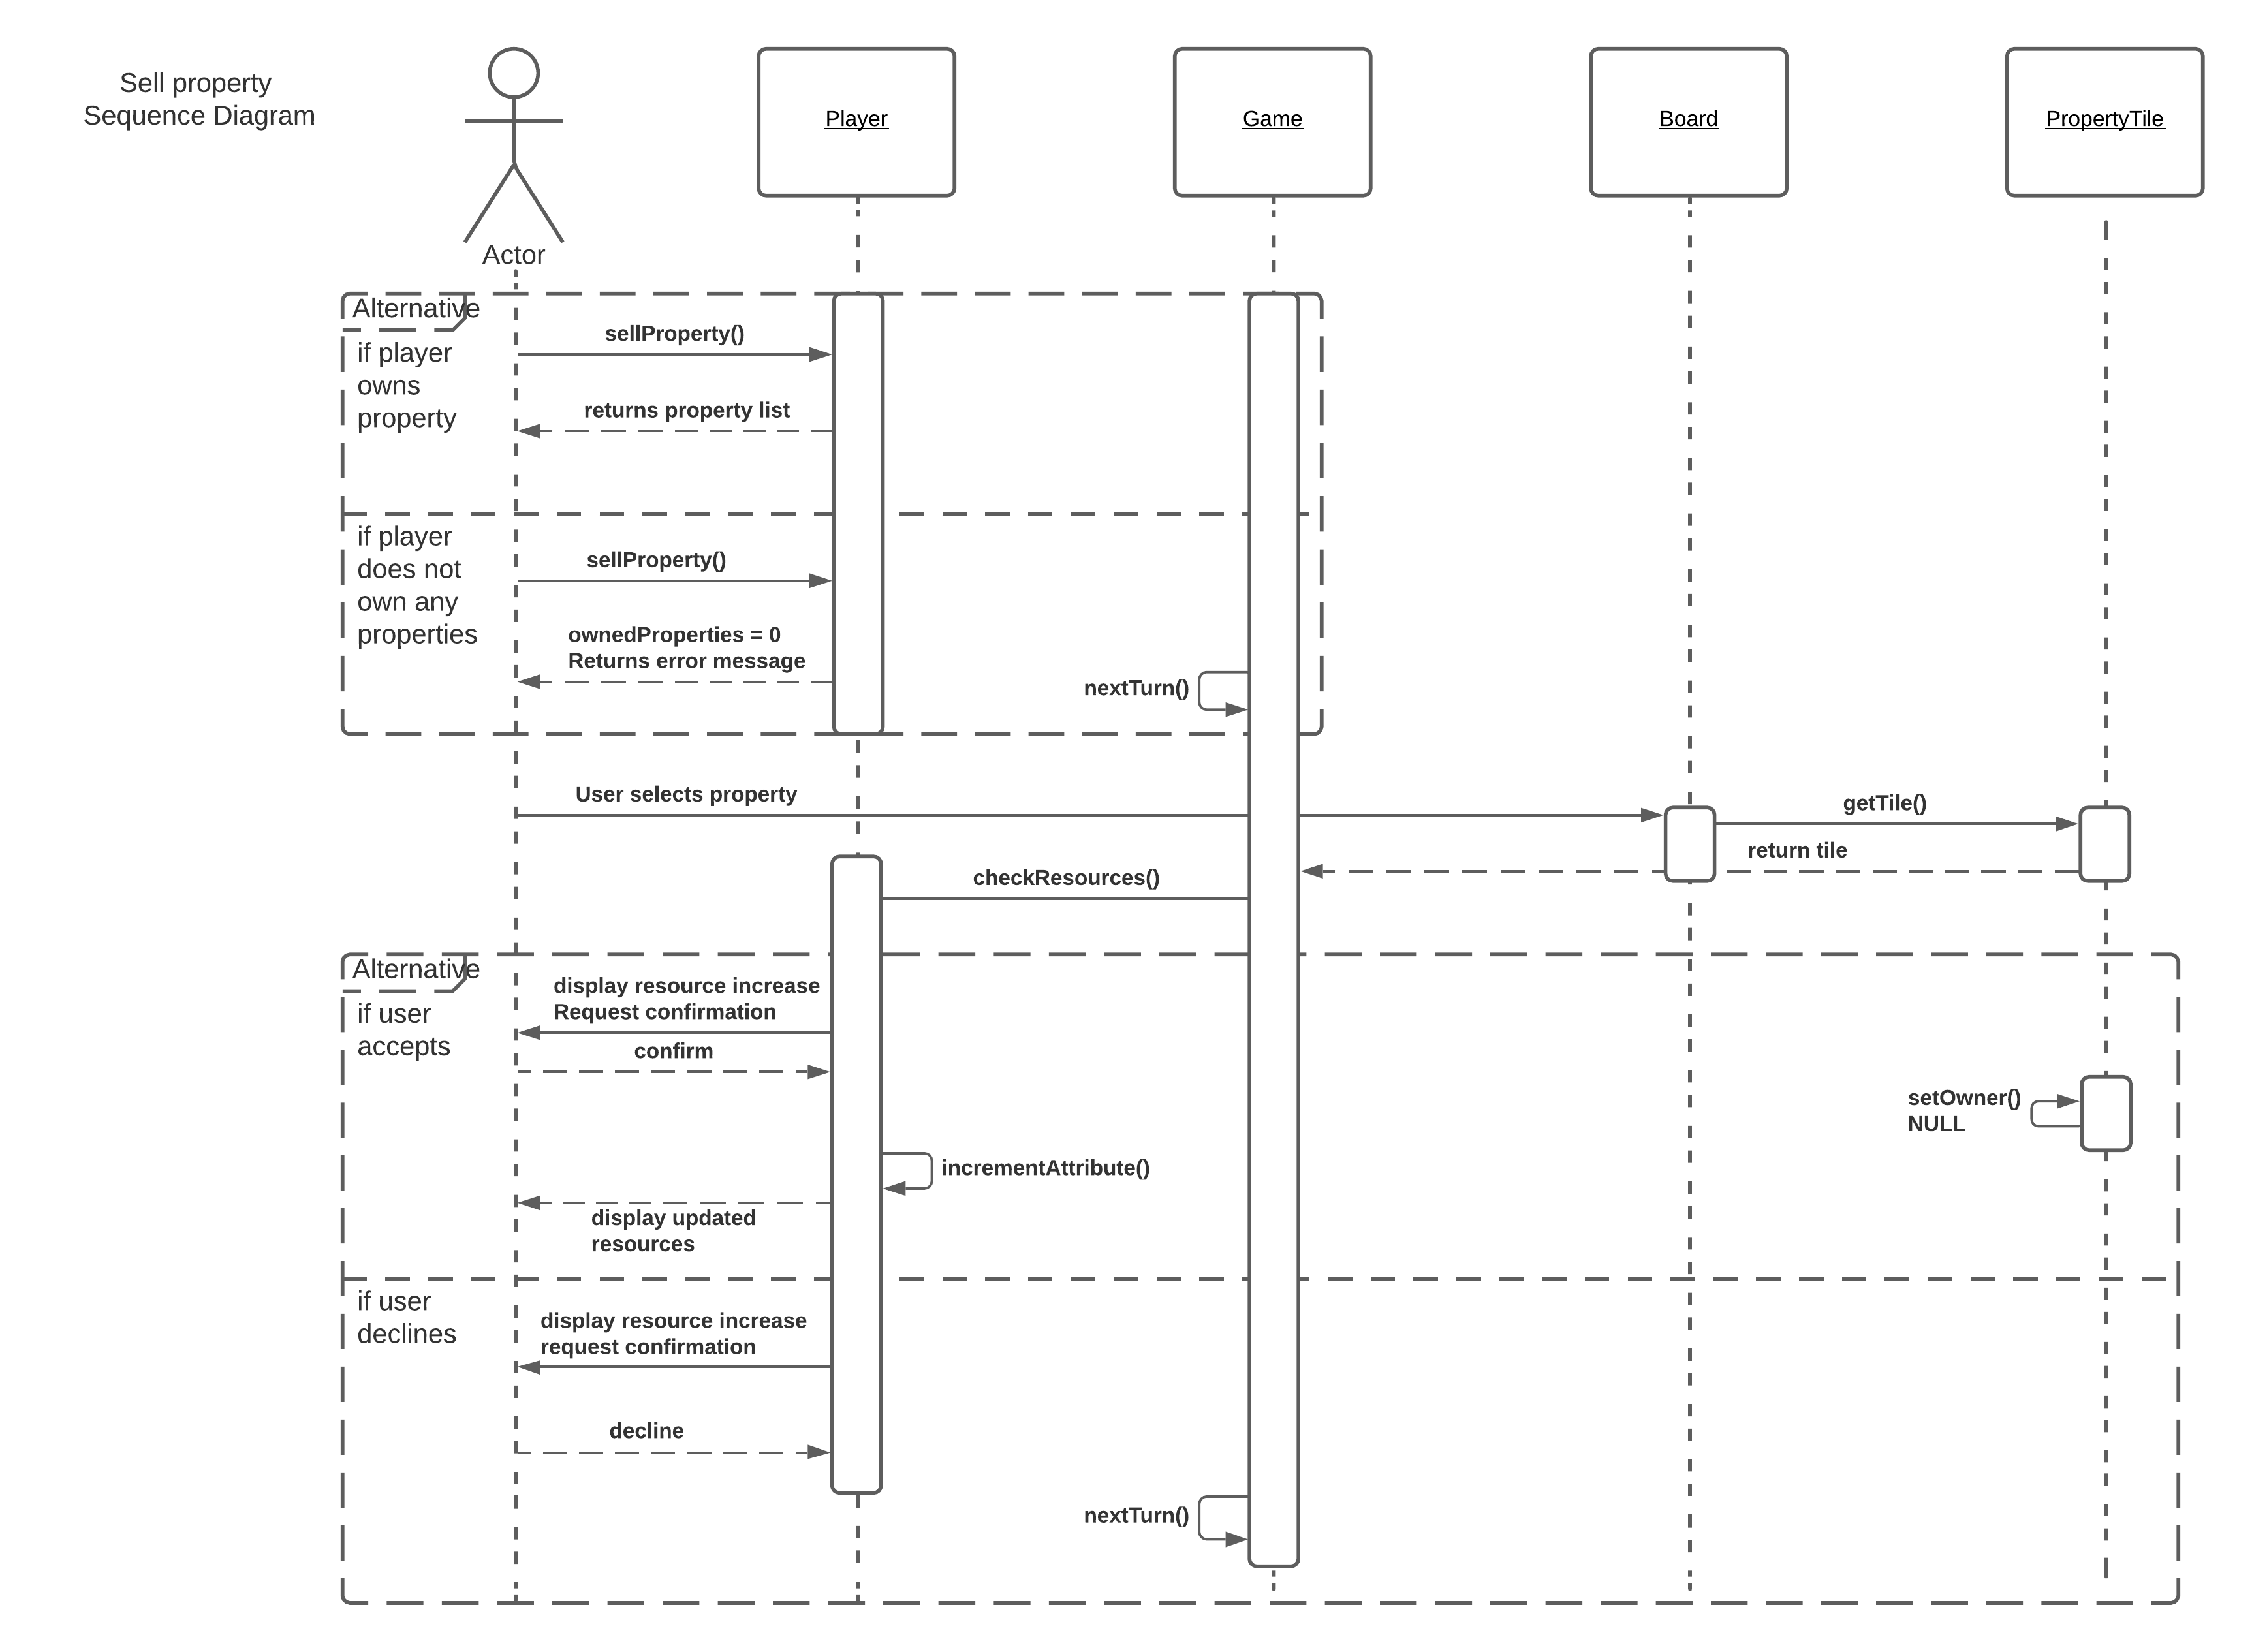 Sell property
Sequence Diagram
Actor
Player
Game
Board
PropertyTile
Alternative
if player
owns
property
sellProperty()
returns property list
if player
does not
own any
properties
sellProperty()
ownedProperties = 0
Returns error message
nextTurn()
User selects property
getTile()
return tile
checkResources()
Alternative
if user
accepts
display resource increase
Request confirmation
confirm
setOwner()
NULL
incrementAttribute()
display updated
resources
if user
declines
display resource increase
request confirmation
decline
nextTurn()